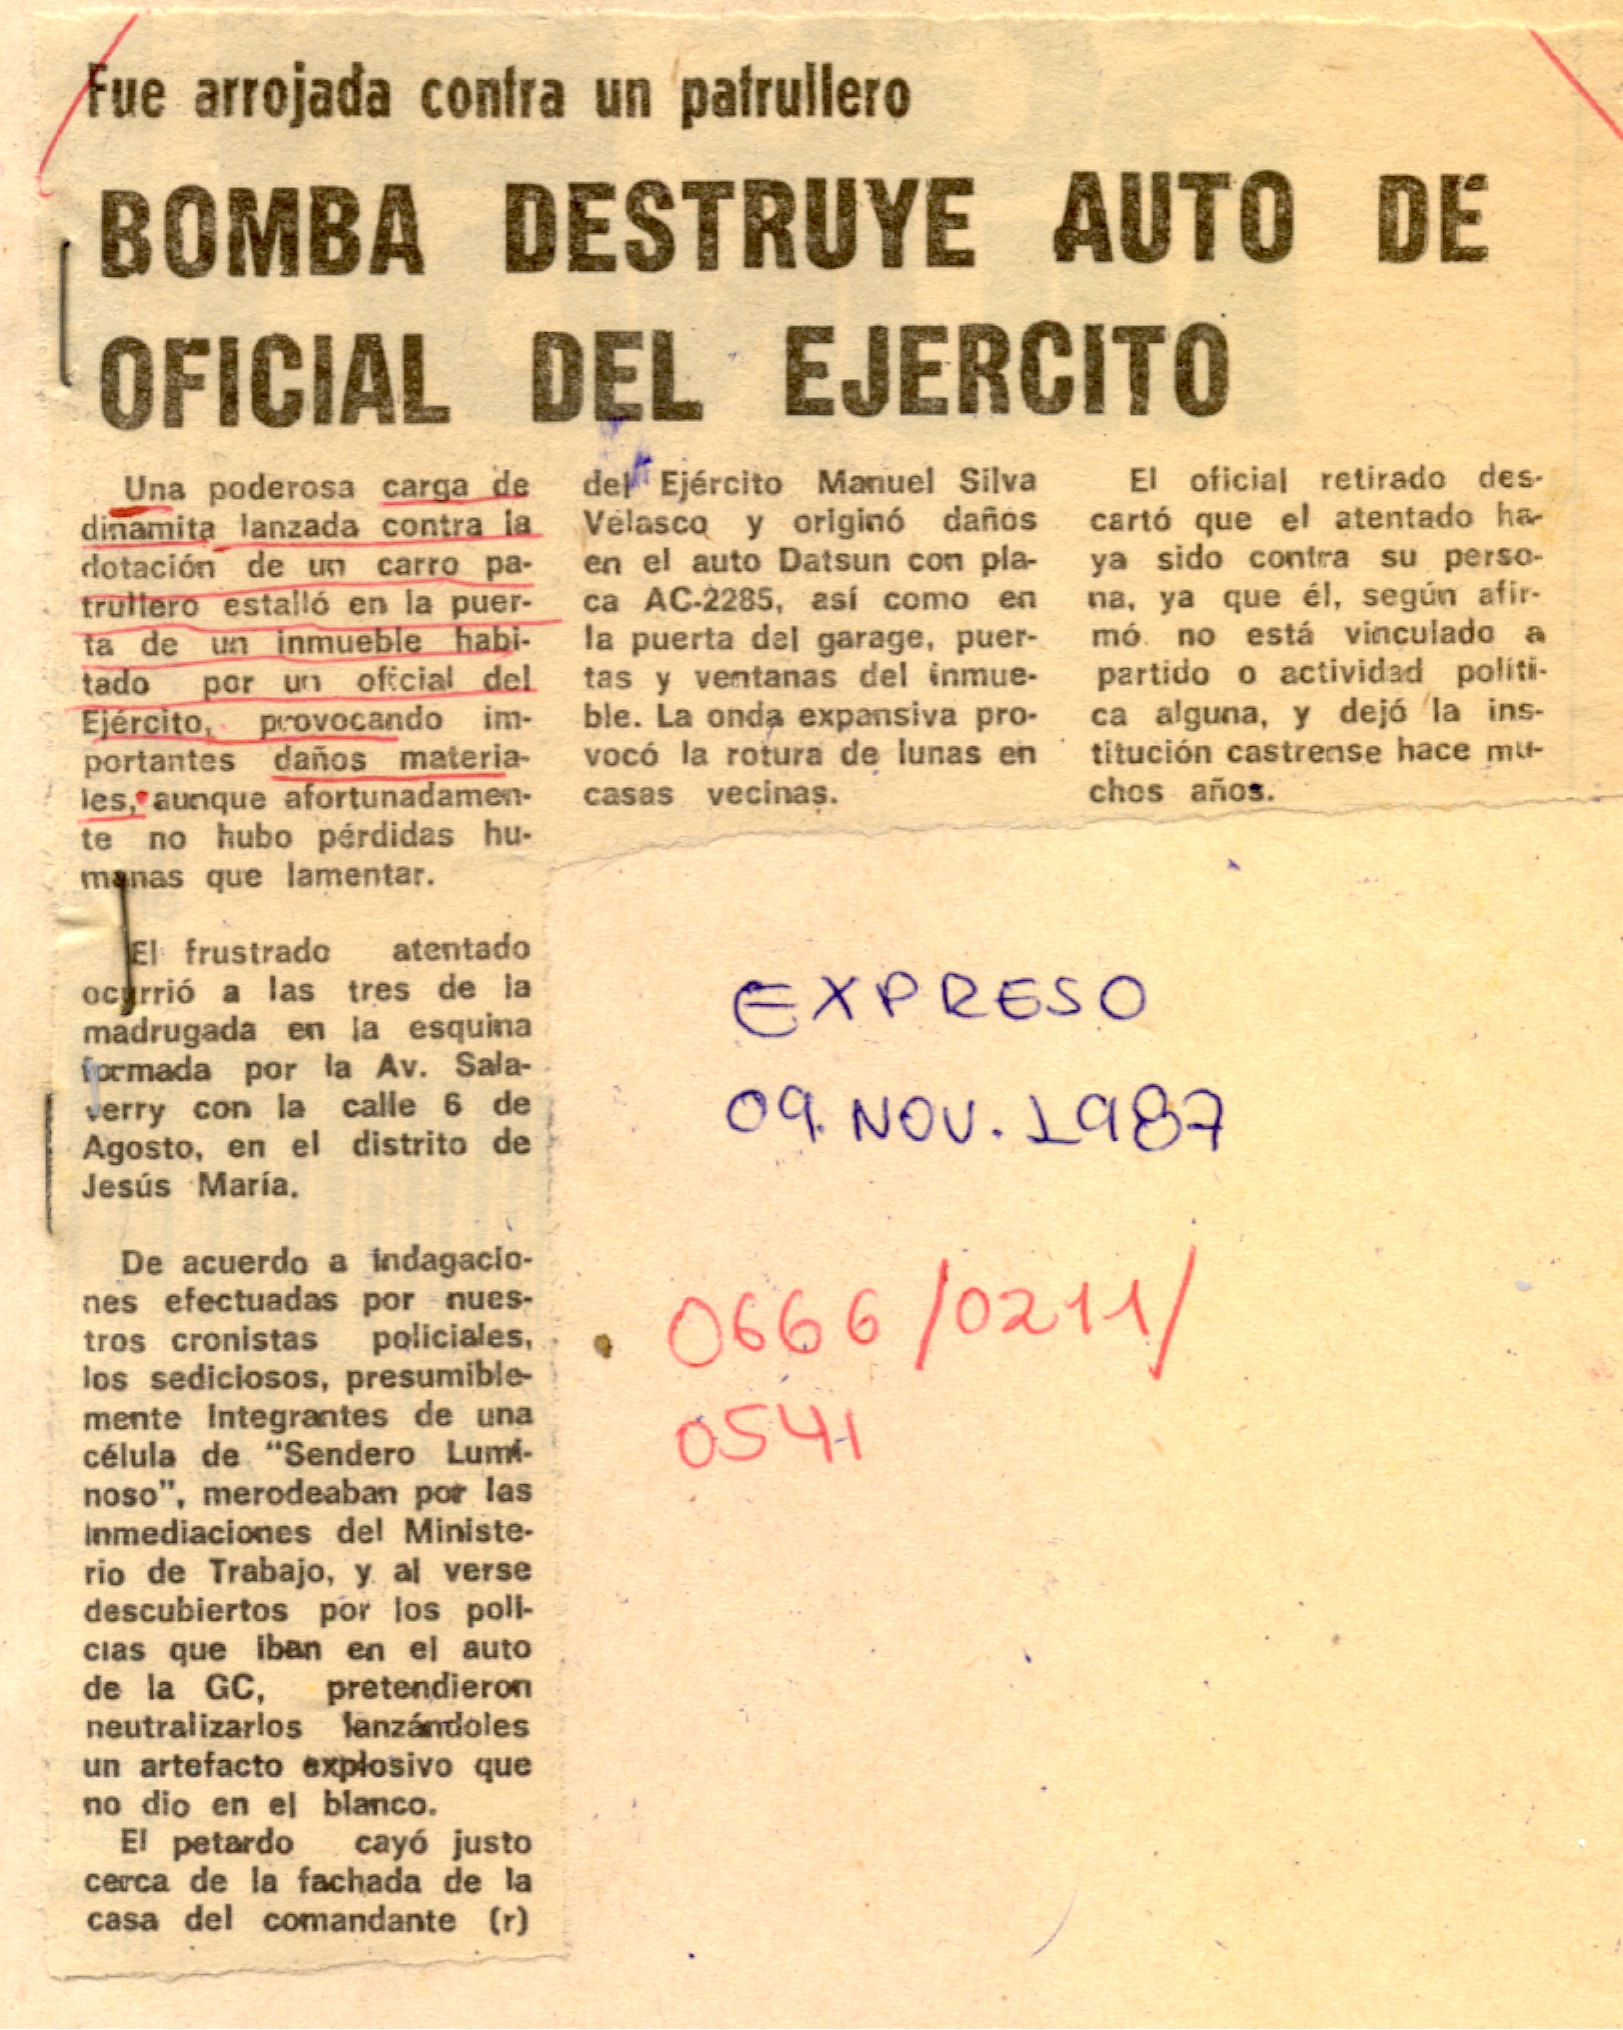 Fue arrojada contra un patrullero
BOMBA DESTRUYE AUTO DE
OFICIAL DEL EJERCITO
Una poderosa carga de
dinamita lanzada contra la
dotación de un carro pa-
trullero estalló en la puer-
ta de un inmueble habi-
tado por un oficial del
Ejército, provocando im-
portantes daños materia-
les, aunque afortunadamen-
te no hubo pérdidas hu-
manas que lamentar.
El frustrado atentado
ocurrió a las tres de la
madrugada en la esquina
formada por la Av. Sala-
verry con la calle 6 de
Agosto, en el distrito de
Jesús María.
De acuerdo a indagacio-
nes efectuadas por nues-
tros cronistas policiales,
los sediciosos, presumible-
mente integrantes de una
célula de "Sendero Lumi-
noso", merodeaban por las
inmediaciones del Ministe-
rio de Trabajo, y al verse
descubiertos por los poli-
cías que iban en el auto
de la GC, pretendieron
neutralizarlos lanzándoles
un artefacto explosivo que
no dio en el blanco.
El petardo cayó justo
cerca de la fachada de la
casa del comandante (r)
del Ejército Manuel Silva
Velasco y originó daños
en el auto Datsun con pla-
ca AC-2285, así como en
la puerta del garage, puer-
tas y ventanas del inmue-
ble. La onda expansiva pro-
vocó la rotura de lunas en
casas vecinas.
El oficial retirado des-
cartó que el atentado ha-
ya sido contra su perso-
na, ya que él, según afir-
mó no está vinculado a
partido o actividad políti-
ca alguna, y dejó la ins-
titución castrense hace mu-
chos años.
EXPRESO
09. NOV. 1987
0666/0211/
0541